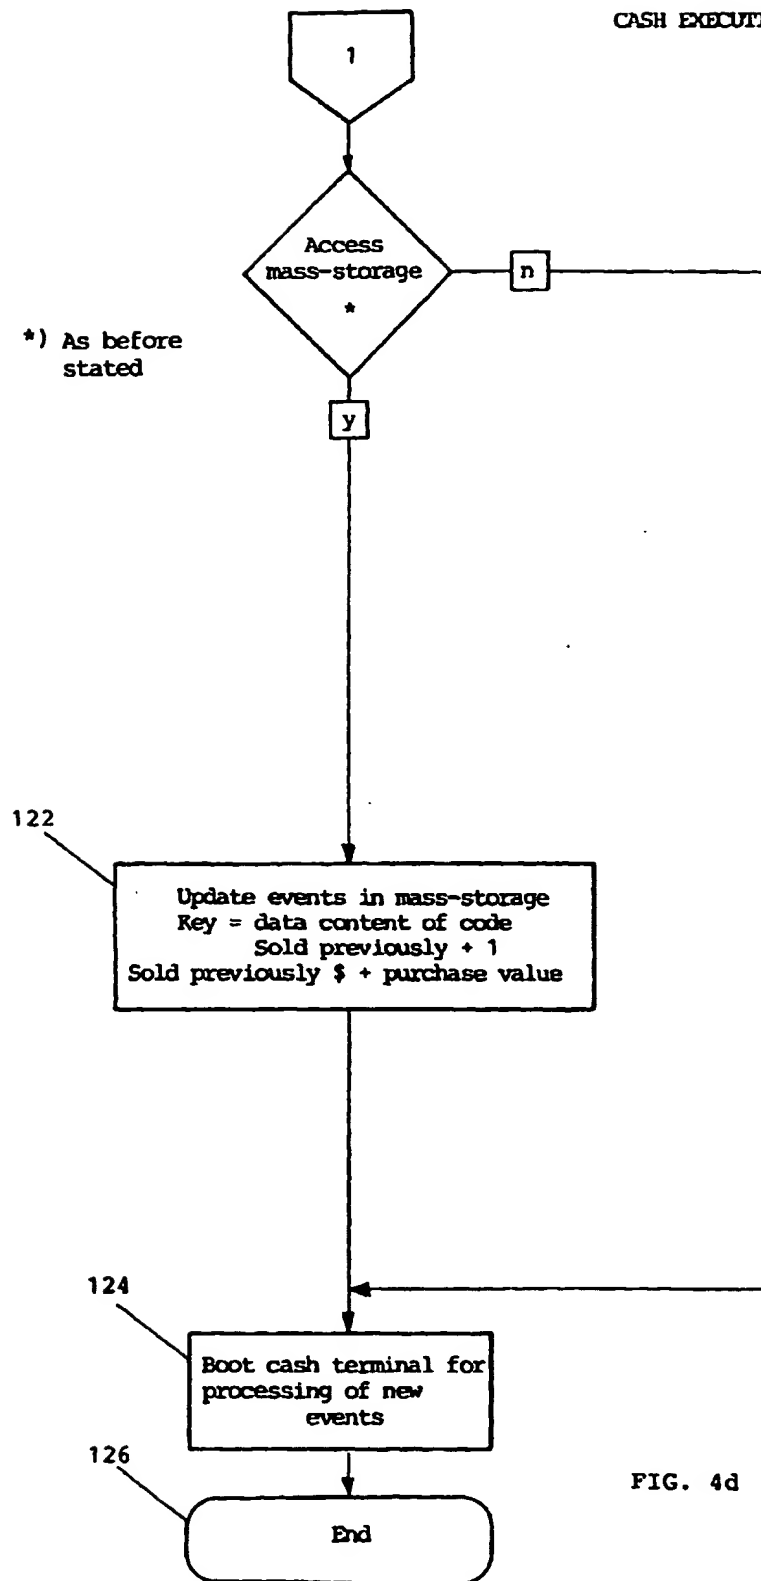 CASH EXECUTI
1
Access
mass-storage
*
n
*) As before
stated
y
122
Update events in mass-storage
Key = data content of code
Sold previously + 1
Sold previously $ + purchase value
124
Boot cash terminal for
processing of new
events
126
End
FIG. 4d